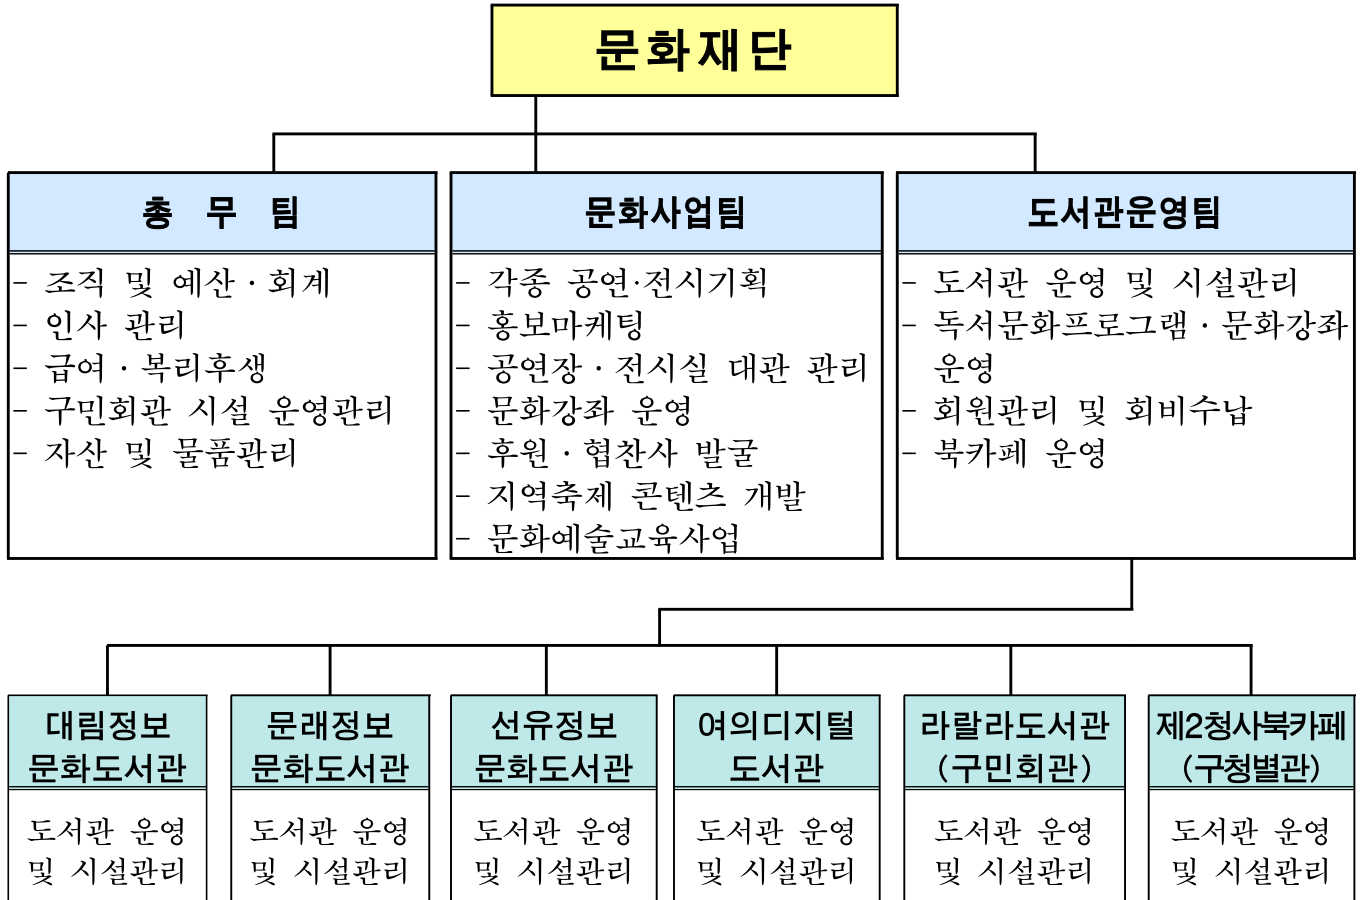 문화재단
총 무 팀
- 조직 및 예산·회계
- 인사 관리
- 급여·복리후생
- 구민회관 시설 운영관리
- 자산 및 물품관리
문화사업팀
- 각종 공연·전시기획
- 홍보마케팅
- 공연장·전시실 대관 관리
- 문화강좌 운영
- 후원·협찬사 발굴
- 지역축제 콘텐츠 개발
- 문화예술교육사업
도서관운영팀
- 도서관 운영 및 시설관리
- 독서문화프로그램·문화강좌
운영
- 회원관리 및 회비수납
- 북카페 운영
대림정보
문화도서관
도서관 운영
및 시설관리
문래정보
문화도서관
도서관 운영
및 시설관리
선유정보
문화도서관
도서관 운영
및 시설관리
여의디지털
도서관
도서관 운영
및 시설관리
라랄라도서관
(구민회관)
도서관 운영
및 시설관리
제2청사북카페
(구청별관)
도서관 운영
및 시설관리